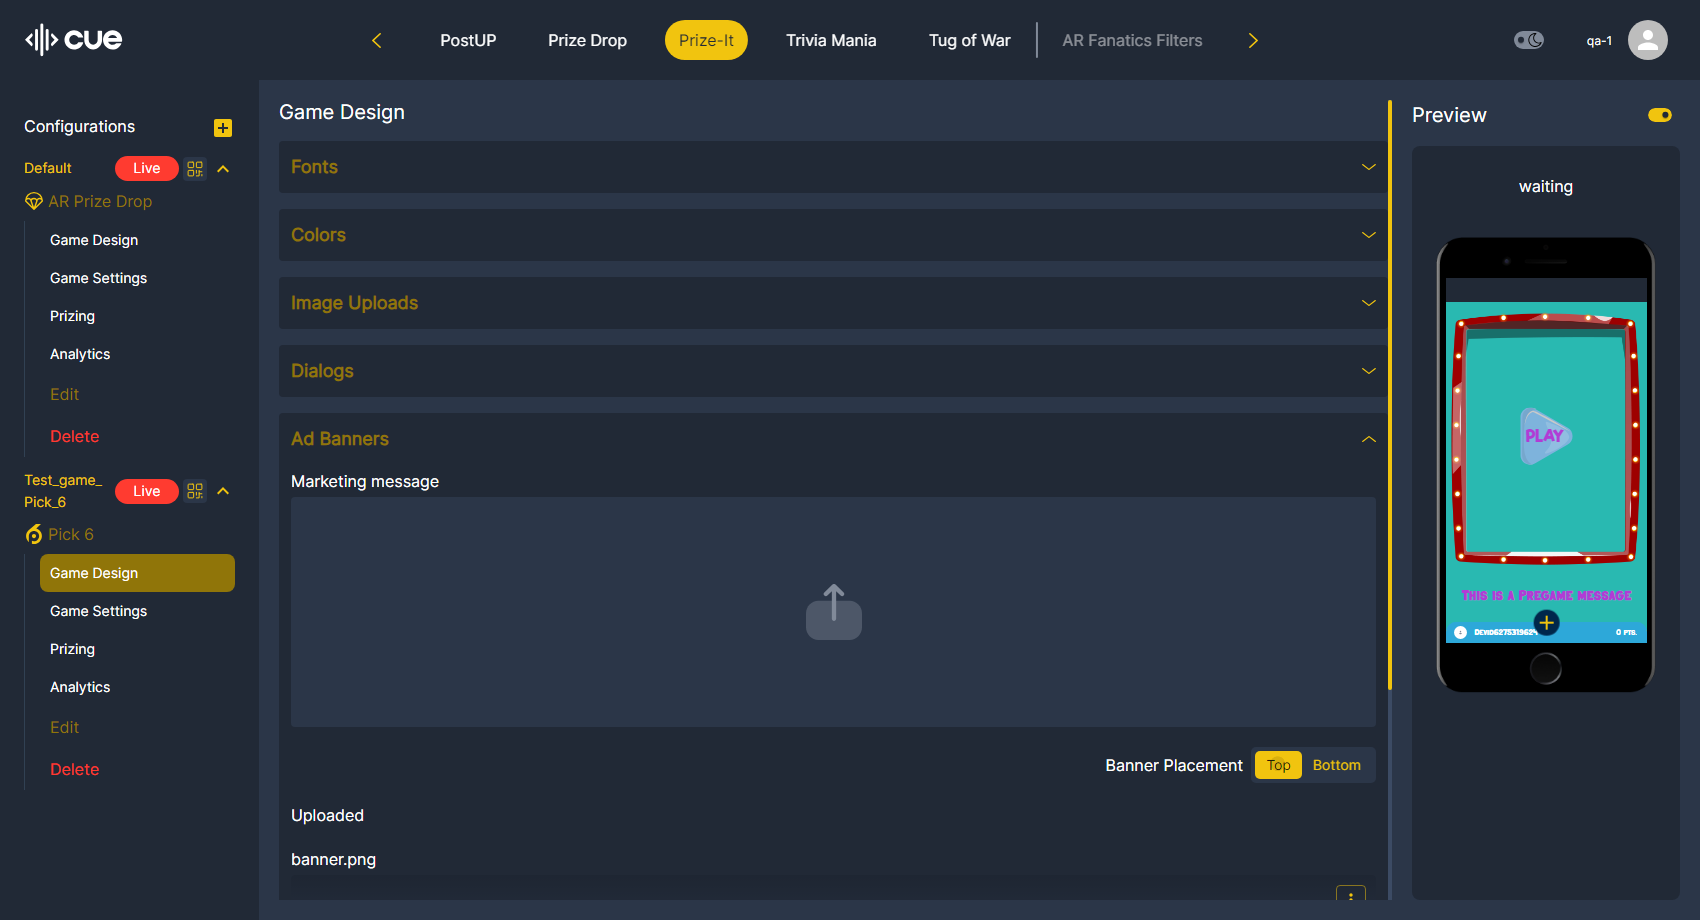 cue
PostUP
Prize Drop
Prize-It
Trivia Mania
Tug of War
AR Fanatics Filters
qa-1
Configurations
Default
Live
AR Prize Drop
Game Design
Game Settings
Prizing
Analytics
Edit
Delete
Test_game_
Pick_6
Live
Pick 6
Game Design
Game Settings
Prizing
Analytics
Edit
Delete
Game Design
Fonts
Colors
Image Uploads
Dialogs
Ad Banners
Marketing message
Banner Placement
Top
Bottom
Uploaded
banner.png
Preview
waiting
PLAY
This is a Pregame message
0 pts.